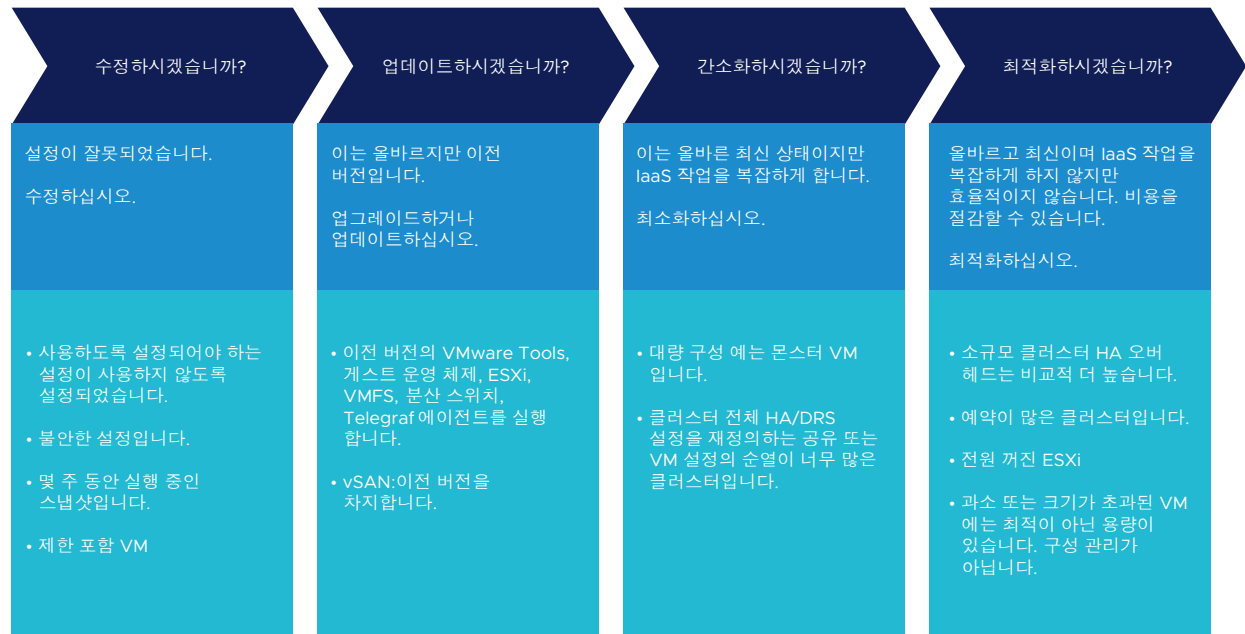 수정하시겠습니까?
업데이트하시겠습니까?
간소화하시겠습니까?
최적화하시겠습니까?
설정이 잘못되었습니다.
수정하십시오.
이는 올바르지만 이전
버전입니다.
업그레이드하거나
업데이트하십시오.
이는 올바른 최신 상태이지만
IaaS 작업을 복잡하게 합니다.
최소화하십시오.
올바르고 최신이며 IaaS 작업을
복잡하게 하지 않지만
효율적이지 않습니다. 비용을
절감할 수 있습니다.
최적화하십시오.
• 사용하도록 설정되어야 하는
설정이 사용하지 않도록
설정되었습니다.
• 불안한 설정입니다.
• 몇 주 동안 실행 중인
스냅샷입니다.
• 제한 포함 VM
• 이전 버전의 VMware Tools,
게스트 운영 체제, ESXi,
VMFS, 분산 스위치,
Telegraf 에이전트를 실행
합니다.
• vSAN:이전 버전을
차지합니다.
• 대량 구성 예는 몬스터 VM
입니다.
• 클러스터 전체 HA/DRS
설정을 재정의하는 공유 또는
VM 설정의 순열이 너무 많은
클러스터입니다.
• 소규모 클러스터 HA 오버
헤드는 비교적 더 높습니다.
• 예약이 많은 클러스터입니다.
• 전원 꺼진 ESXi
• 과소 또는 크기가 초과된 VM
에는 최적이 아닌 용량이
있습니다. 구성 관리가
아닙니다.